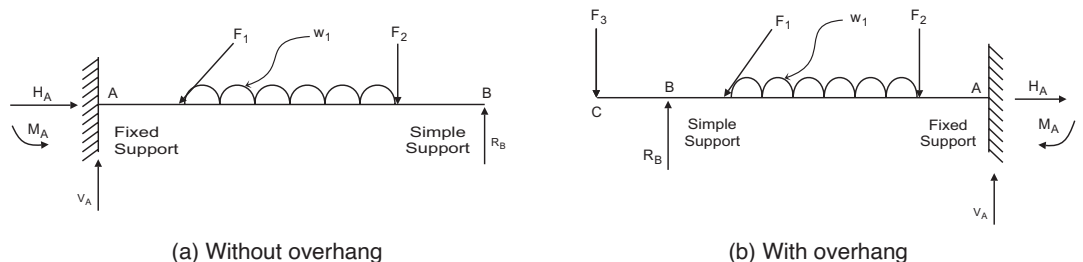 F1
w1
F2
HA
A
B
MA
Fixed
Support
Simple
Support
RB
VA
(a) Without overhang
F3
F1
w1
F2
B
A
HA
C
Simple
Support
Fixed
Support
MA
RB
VA
(b) With overhang